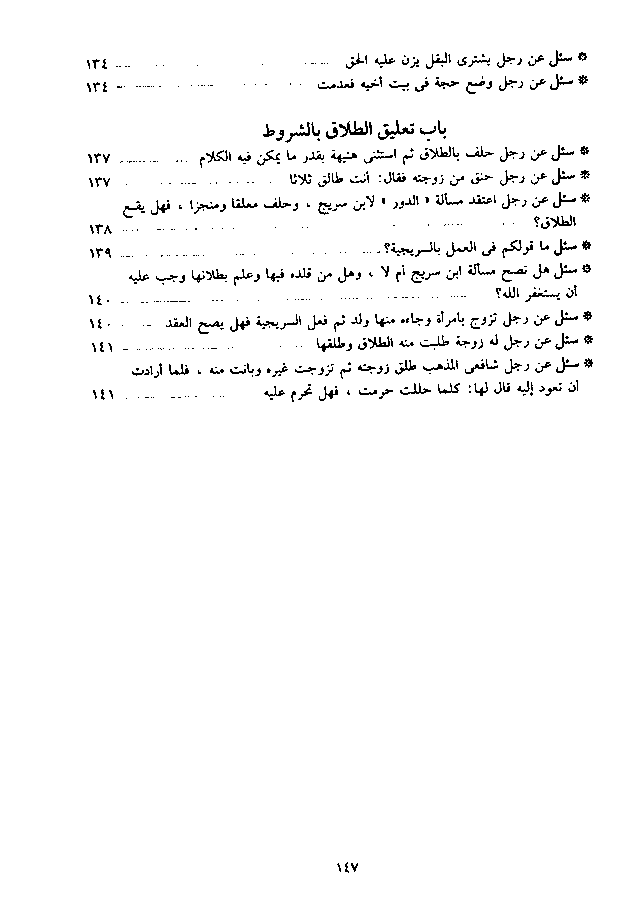 * سئل عن رجل يشترى البقل يزن عليه الحق ١٣٤
* سئل عن رجل وضع حجة فى بيت أخيه فعدمت ١٣٤
باب تعليق الطلاق بالشروط
* سئل عن رجل حلف بالطلاق ثم استثنى هنيهة بقدر ما يمكن فيه الكلام ١٣٧
* سئل عن رجل حنق من زوجته فقال: أنت طالق ثلاثا ١٣٧
* سئل عن رجل اعتقد مسألة «الدور» لابن سريج ، وحلف معلقا ومنجزا ، فهل يقع
الطلاق؟ ١٣٨
* سئل ما قولكم فى العمل بالسريجية؟ ١٣٩
* سئل هل تصح مسألة ابن سريج أم لا ، وهل من قلده فيها وعلم بطلانها وجب عليه
أن يستغفر الله؟ ١٤٠
* سئل عن رجل تزوج بامرأة وجاءه منها ولد ثم فعل السريجية فهل يصح العقد ١٤٠
* سئل عن رجل له زوجة طلبت منه الطلاق وطلقها ١٤١
* سئل عن رجل شافعى المذهب طلق زوجته ثم تزوجت غيره وبانت منه ، فلما أرادت
أن تعود إليه قال لها: كلما حللت حرمت ، فهل تحرم عليه ١٤١
١٤٧